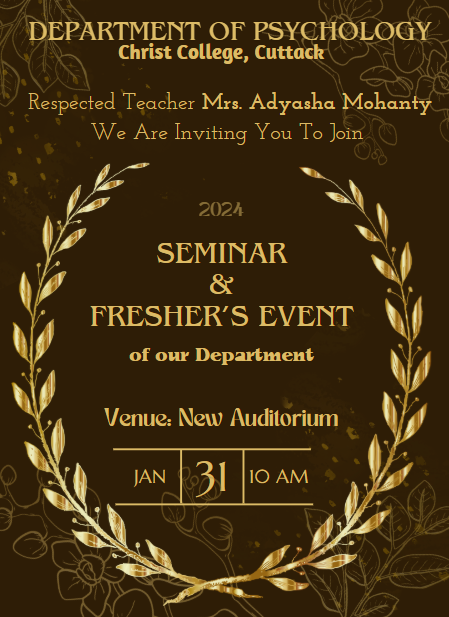 DEPARTMENT OF PSYCHOLOGY
Christ College, Cuttack
Respected Teacher Mrs. Adyasha Mohanty
We Are Inviting You To Join
2024
SEMINAR
&
FRESHER'S EVENT
of our Department
Venue: New Auditorium
JAN 31 10 AM